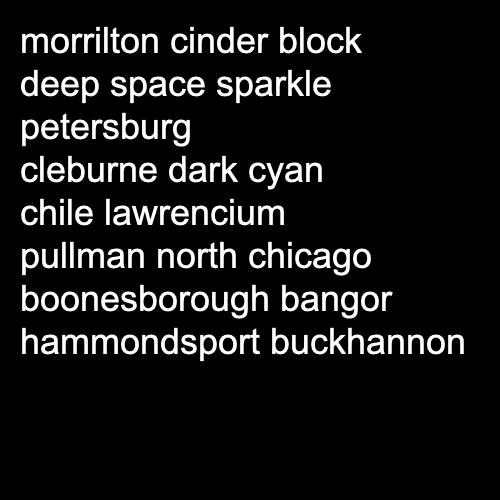 morrilton cinder block
deep space sparkle
petersburg
cleburne dark cyan
chile lawrencium
pullman north chicago
boonesborough bangor
hammondsport buckhannon